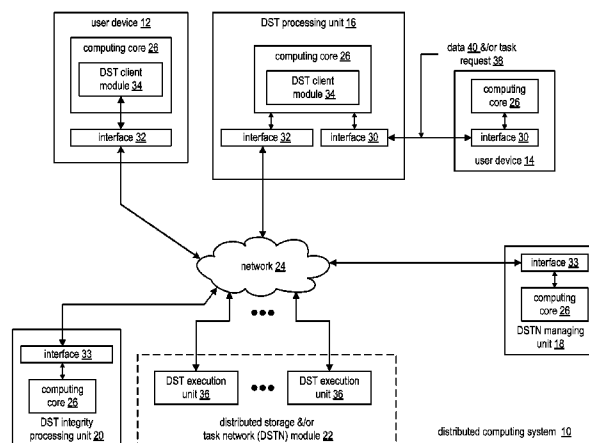 user device 12
computing core 26
DST client
module 34
interface 32
DST processing unit 16
computing core 26
DST client
module 34
interface 32
interface 30
data 40 &/or task
request 38
computing
core 26
interface 30
user device 14
network 24
interface 33
computing
core 26
DSTN managing
unit 18
interface 33
computing
core 26
DST integrity
processing unit 20
DST execution
unit 36
DST execution
unit 36
distributed storage &/or
task network (DSTN) module 22
distributed computing system 10